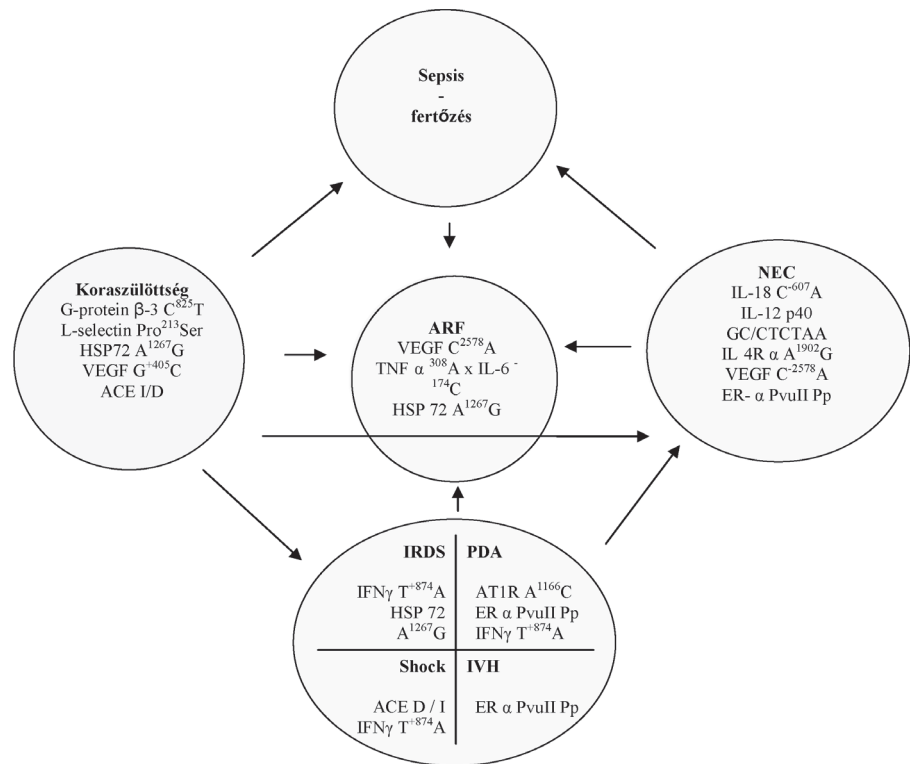 Sepsis
-
fertőzés
Koraszülöttség
G-protein β-3 C⁸²⁵T
L-selectin Pro²¹³Ser
HSP72 A¹²⁶⁷G
VEGF G⁺⁴⁰⁵C
ACE I/D
ARF
VEGF C²⁵⁷⁸A
TNF α ³⁰⁸A x IL-6 ⁻
¹⁷⁴C
HSP 72 A¹²⁶⁷G
NEC
IL-18 C⁻⁶⁰⁷A
IL-12 p40
GC/CTCTAA
IL 4R α A¹⁹⁰²G
VEGF C⁻²⁵⁷⁸A
ER- α PvuII Pp
IRDS
IFNγ T⁺⁸⁷⁴A
HSP 72
A¹²⁶⁷G
PDA
AT1R A¹¹⁶⁶C
ER α PvuII Pp
IFNγ T⁺⁸⁷⁴A
Shock
ACE D / I
IFNγ T⁺⁸⁷⁴A
IVH
ER α PvuII Pp